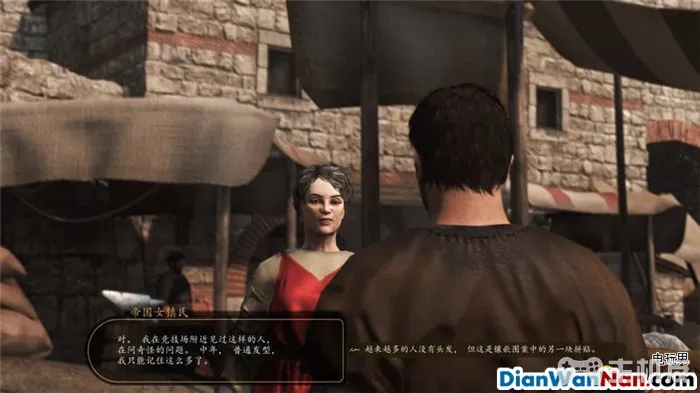 帝国女镇民
对。 我在竞技场附近见过这样的人，
在问奇怪的问题。 中年， 普通发型，
我只能记住这么多了。
越来越多的人没有头发， 但这是镶嵌图案中的另一块拼贴。
电玩男
DianWanNan.com